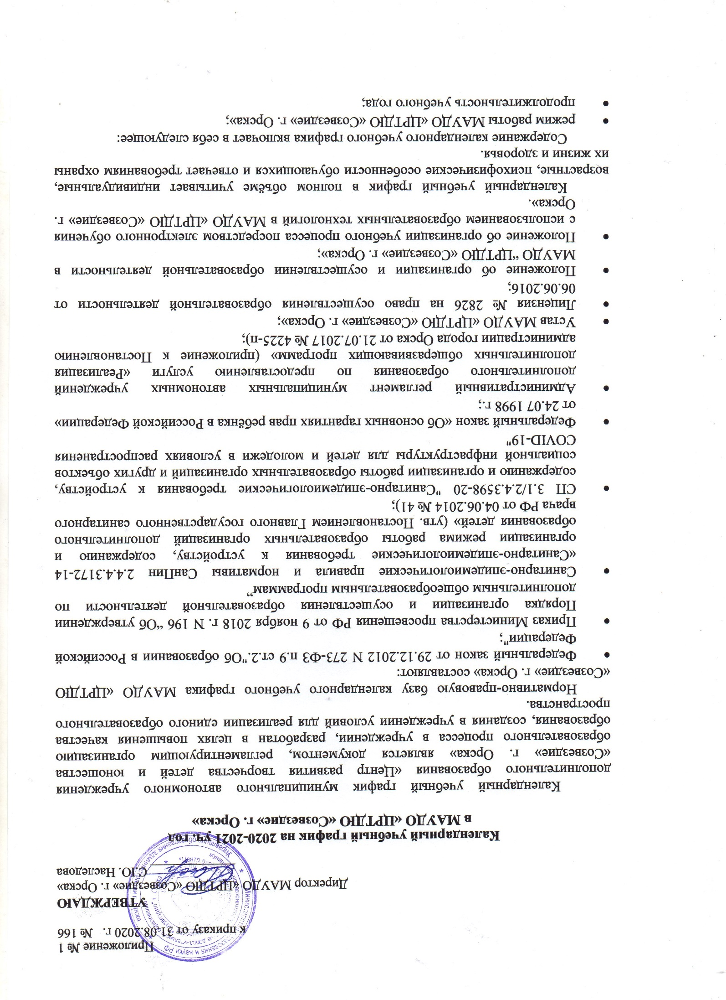 Приложение № 1
к приказу от 31.08.2020 г. № 166
УТВЕРЖДАЮ
Директор МАУДО «ЦРТДЮ «Созвездие» г. Орска»
С.Ю. Наследова
Календарный учебный график на 2020-2021 уч. год
в МАУДО «ЦРТДЮ «Созвездие» г. Орска»
Календарный учебный график муниципального автономного учреждения
дополнительного образования «Центр развития творчества детей и юношества
«Созвездие» г. Орска» является документом, регламентирующим организацию
образовательного процесса в учреждении, разработан в целях повышения качества
образования, создания в учреждении условий для реализации единого образовательного
пространства.
Нормативно-правовую базу календарного учебного графика МАУДО «ЦРТДЮ
«Созвездие» г. Орска» составляют:
• Федеральный закон от 29.12.2012 N 273-ФЗ п.9 ст.2."Об образовании в Российской
Федерации";
• Приказ Министерства просвещения РФ от 9 ноября 2018 г. N 196 “Об утверждении
Порядка организации и осуществления образовательной деятельности по
дополнительным общеобразовательным программам”
• Санитарно-эпидемиологические правила и нормативы СанПин 2.4.4.3172-14
«Санитарно-эпидемиологические требования к устройству, содержанию и
организации режима работы образовательных организаций дополнительного
образования детей» (утв. Постановлением Главного государственного санитарного
врача РФ от 04.06.2014 № 41);
• СП 3.1/2.4.3598-20 "Санитарно-эпидемиологические требования к устройству,
содержанию и организации работы образовательных организаций и других объектов
социальной инфраструктуры для детей и молодежи в условиях распространения
COVID-19"
• Федеральный закон «Об основных гарантиях прав ребёнка в Российской Федерации»
от 24.07 1998 г.;
• Административный регламент муниципальных автономных учреждений
дополнительного образования по предоставлению услуги «Реализация
дополнительных общеразвивающих программ» (приложение к Постановлению
администрации города Орска от 21.07.2017 № 4225-п);
• Устав МАУДО «ЦРТДЮ «Созвездие» г. Орска»;
• Лицензия № 2826 на право осуществления образовательной деятельности от
06.06.2016;
• Положение об организации и осуществлении образовательной деятельности в
МАУДО “ЦРТДЮ «Созвездие» г. Орска»;
• Положение об организации учебного процесса посредством электронного обучения
с использованием образовательных технологий в МАУДО «ЦРТДЮ «Созвездие» г.
Орска».
Календарный учебный график в полном объёме учитывает индивидуальные,
возрастные, психофизические особенности обучающихся и отвечает требованиям охраны
их жизни и здоровья.
Содержание календарного учебного графика включает в себя следующее:
• режим работы МАУДО «ЦРТДЮ «Созвездие» г. Орска»;
• продолжительность учебного года;